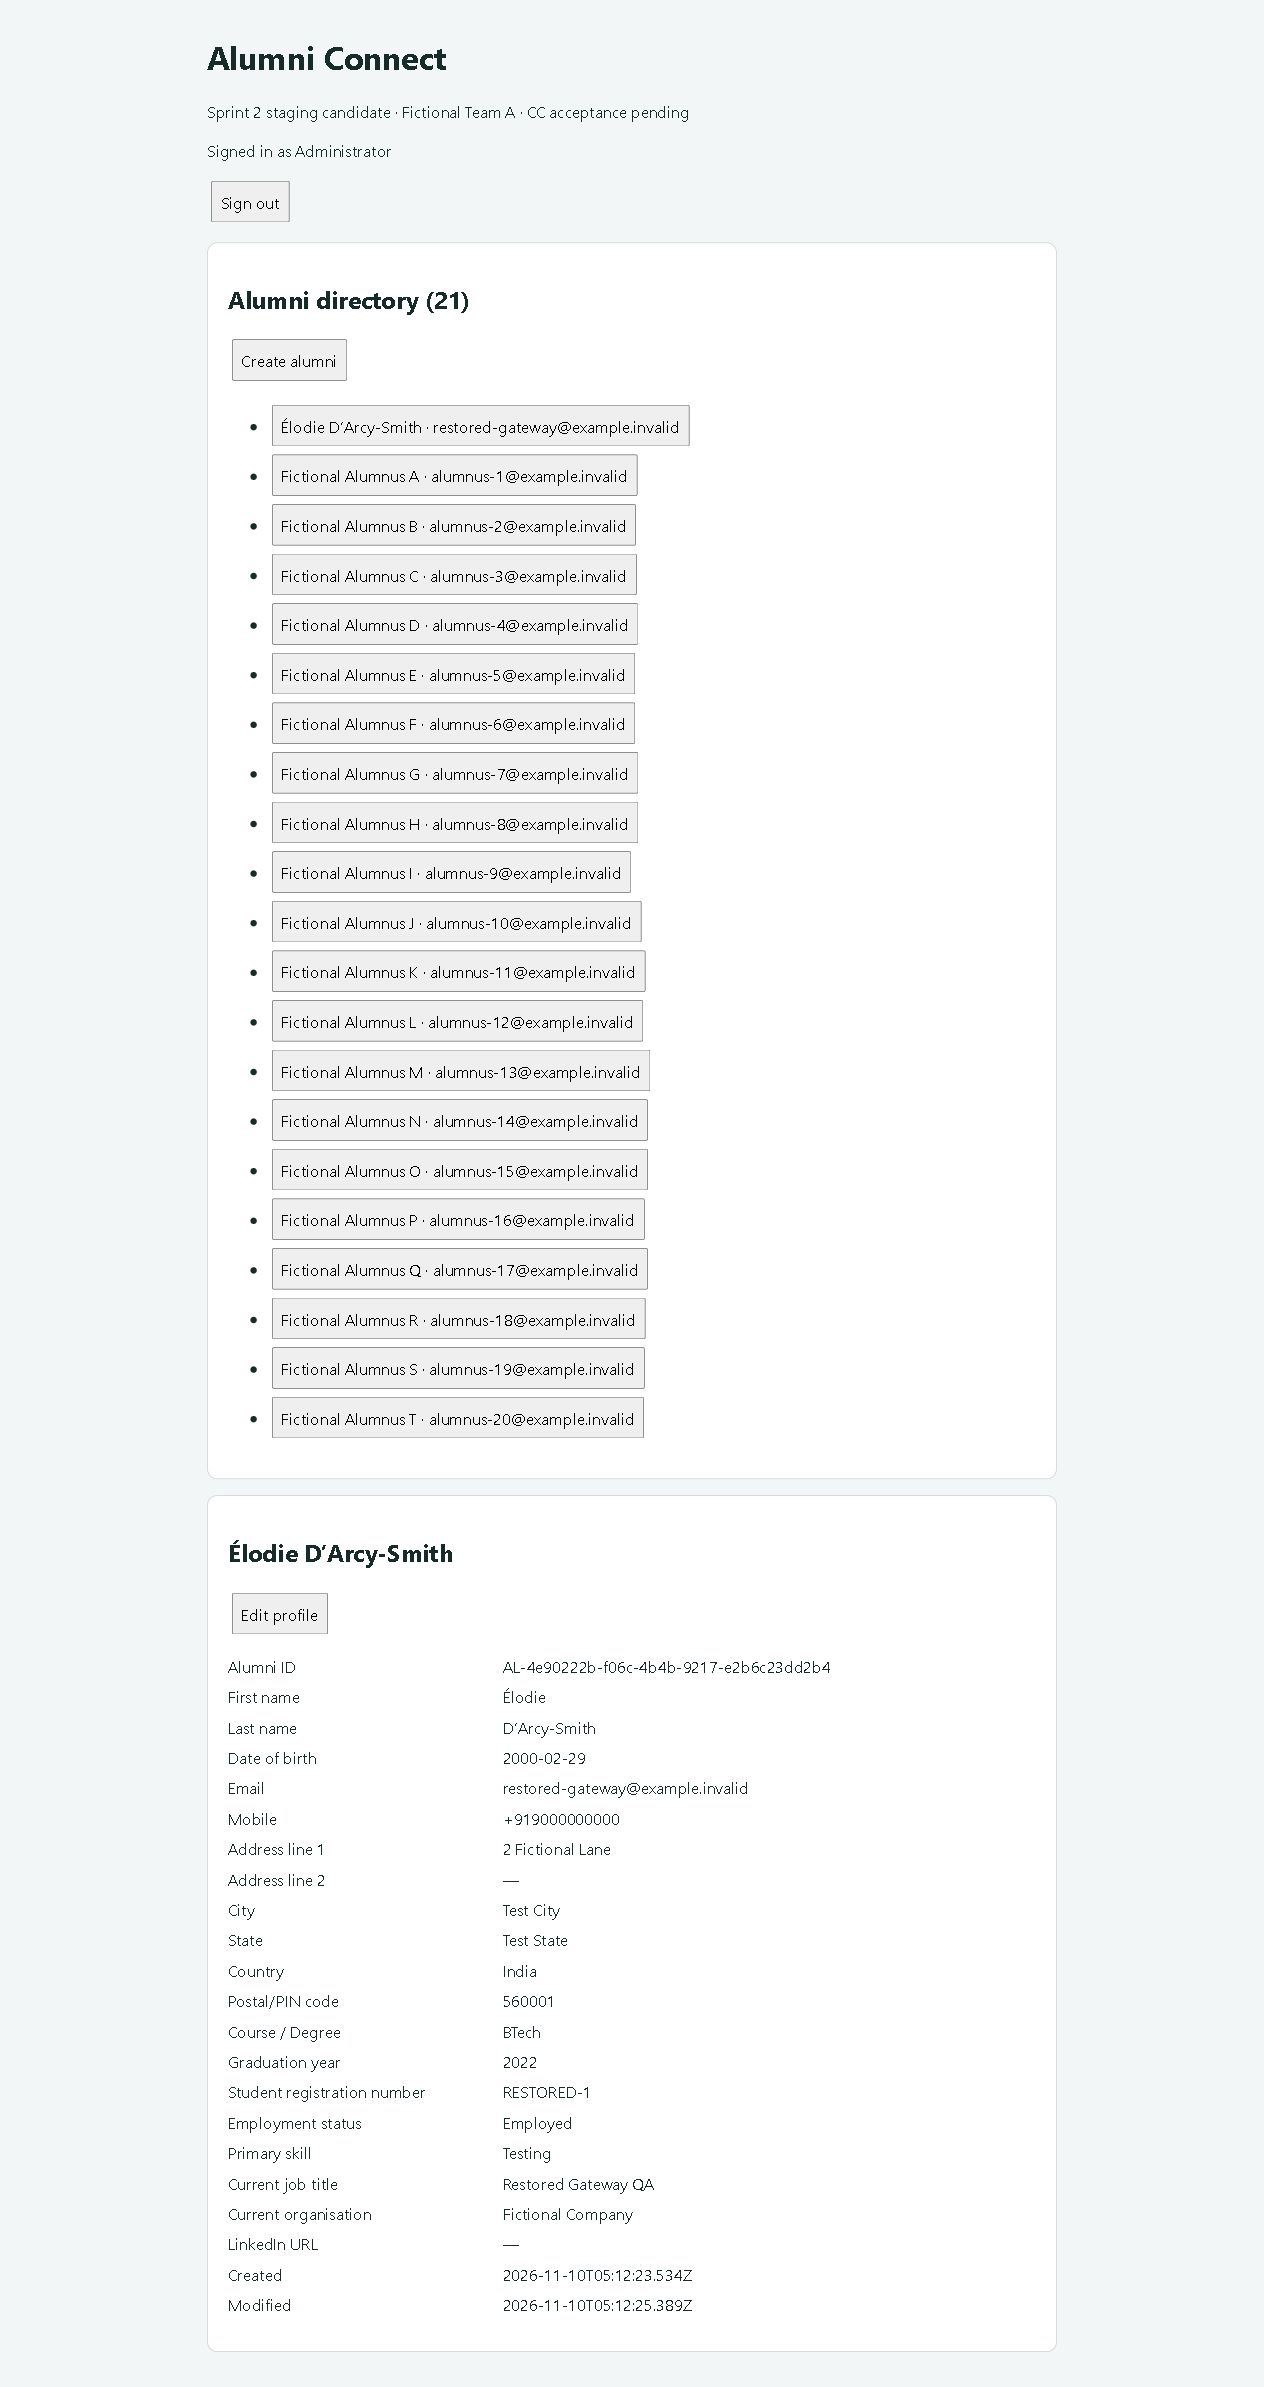 Alumni Connect
Sprint 2 staging candidate · Fictional Team A · CC acceptance pending
Signed in as Administrator
Sign out
Alumni directory (21)
Create alumni
Élodie D’Arcy-Smith · restored-gateway@example.invalid
Fictional Alumnus A · alumnus-1@example.invalid
Fictional Alumnus B · alumnus-2@example.invalid
Fictional Alumnus C · alumnus-3@example.invalid
Fictional Alumnus D · alumnus-4@example.invalid
Fictional Alumnus E · alumnus-5@example.invalid
Fictional Alumnus F · alumnus-6@example.invalid
Fictional Alumnus G · alumnus-7@example.invalid
Fictional Alumnus H · alumnus-8@example.invalid
Fictional Alumnus I · alumnus-9@example.invalid
Fictional Alumnus J · alumnus-10@example.invalid
Fictional Alumnus K · alumnus-11@example.invalid
Fictional Alumnus L · alumnus-12@example.invalid
Fictional Alumnus M · alumnus-13@example.invalid
Fictional Alumnus N · alumnus-14@example.invalid
Fictional Alumnus O · alumnus-15@example.invalid
Fictional Alumnus P · alumnus-16@example.invalid
Fictional Alumnus Q · alumnus-17@example.invalid
Fictional Alumnus R · alumnus-18@example.invalid
Fictional Alumnus S · alumnus-19@example.invalid
Fictional Alumnus T · alumnus-20@example.invalid
Élodie D’Arcy-Smith
Edit profile
Alumni ID AL-4e90222b-f06c-4b4b-9217-e2b6c23dd2b4
First name Élodie
Last name D’Arcy-Smith
Date of birth 2000-02-29
Email restored-gateway@example.invalid
Mobile +919000000000
Address line 1 2 Fictional Lane
Address line 2 —
City Test City
State Test State
Country India
Postal/PIN code 560001
Course / Degree BTech
Graduation year 2022
Student registration number RESTORED-1
Employment status Employed
Primary skill Testing
Current job title Restored Gateway QA
Current organisation Fictional Company
LinkedIn URL —
Created 2026-11-10T05:12:23.534Z
Modified 2026-11-10T05:12:25.389Z